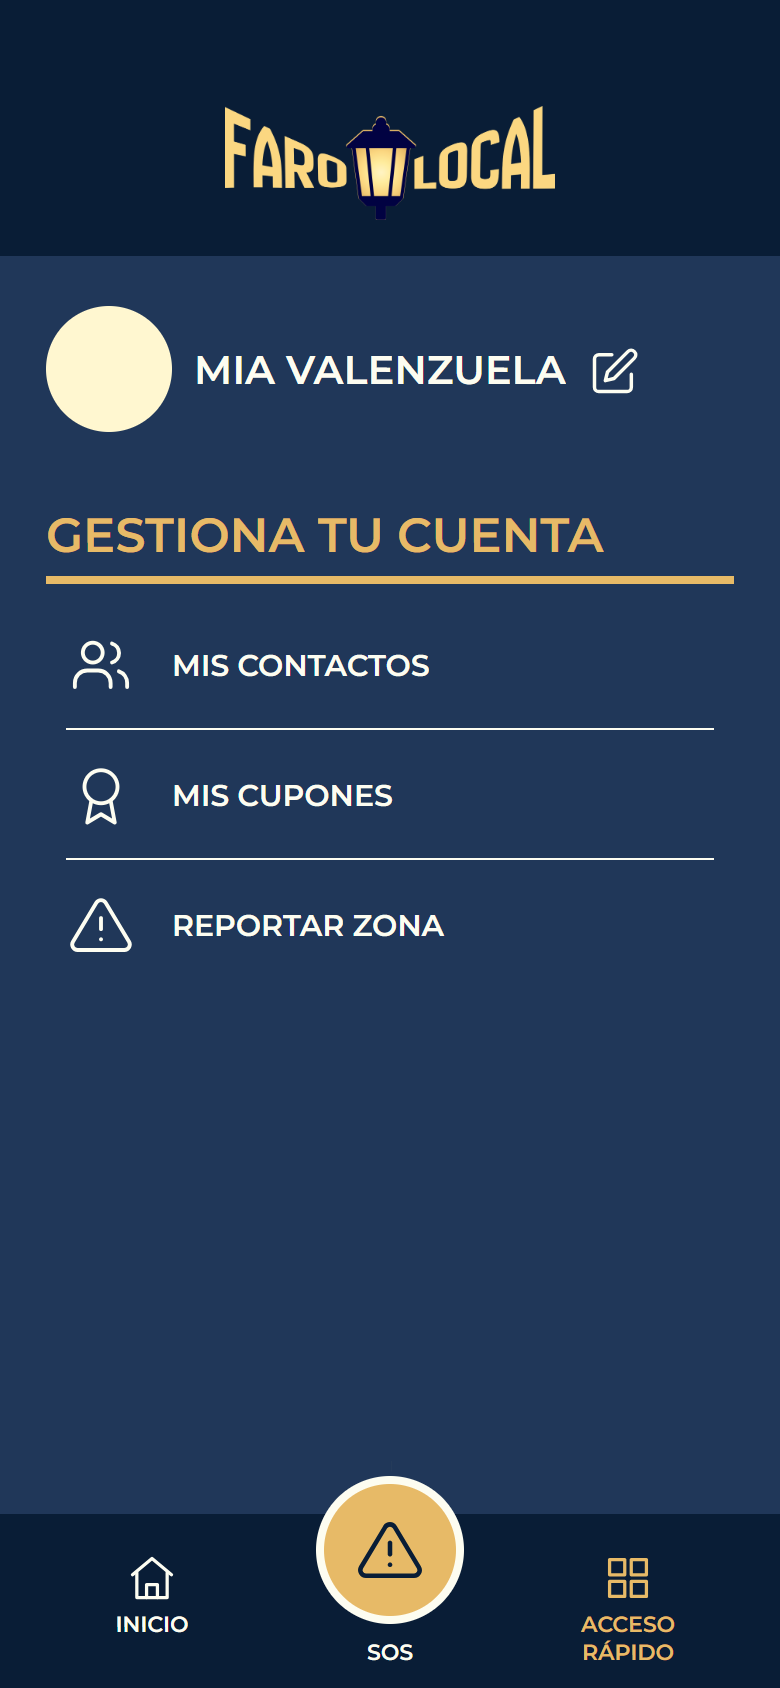 FARO LOCAL
MIA VALENZUELA
GESTIONA TU CUENTA
MIS CONTACTOS
MIS CUPONES
REPORTAR ZONA
INICIO
SOS
ACCESO
RÁPIDO